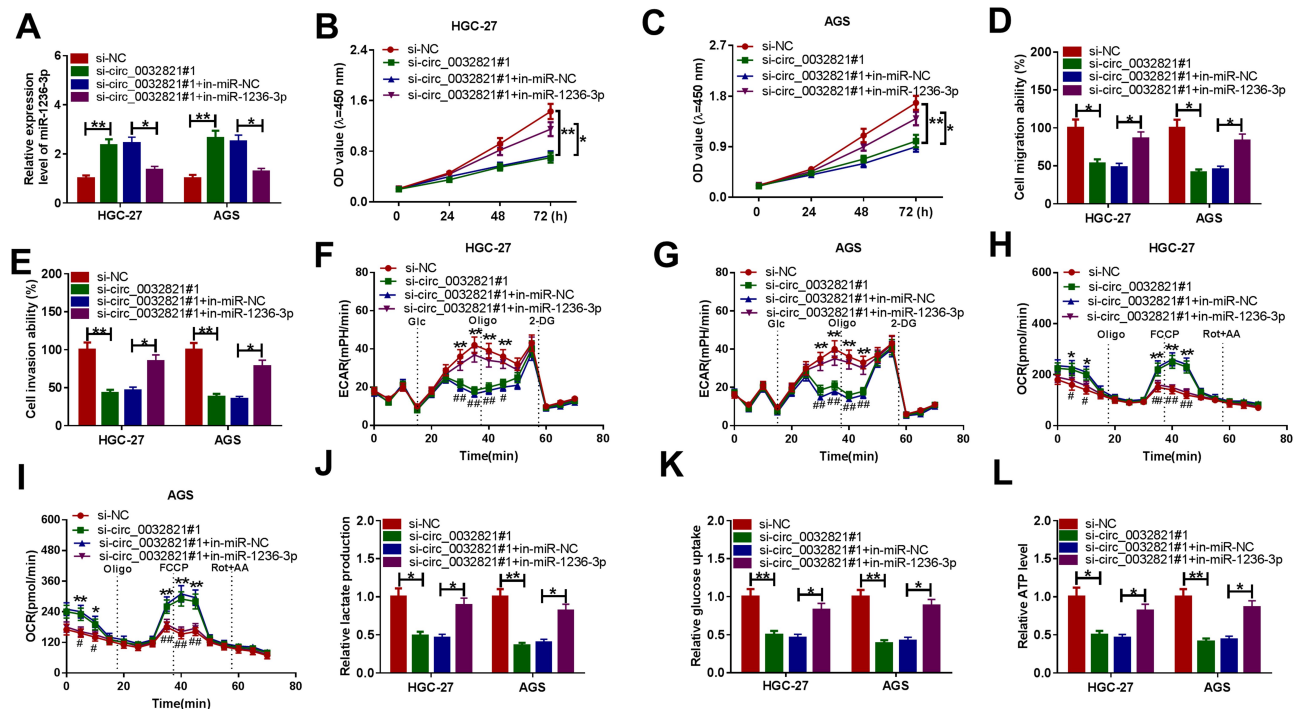 A
si-NC
si-circ_0032821#1
si-circ_0032821#1+in-miR-NC
si-circ_0032821#1+in-miR-1236-3p
Relative expression
level of miR-1236-3p
6
4
2
0
** * ** *
HGC-27 AGS
B
HGC-27
si-NC
si-circ_0032821#1
si-circ_0032821#1+in-miR-NC
si-circ_0032821#1+in-miR-1236-3p
OD value (λ=450 nm)
2.4
1.6
0.8
0.0
** *
0 24 48 72 (h)
C
AGS
si-NC
si-circ_0032821#1
si-circ_0032821#1+in-miR-NC
si-circ_0032821#1+in-miR-1236-3p
OD value (λ=450 nm)
2.7
1.8
0.9
0.0
** *
0 24 48 72 (h)
D
si-NC
si-circ_0032821#1
si-circ_0032821#1+in-miR-NC
si-circ_0032821#1+in-miR-1236-3p
Cell migration ability (%)
200
150
100
50
0
* * * *
HGC-27 AGS
E
si-NC
si-circ_0032821#1
si-circ_0032821#1+in-miR-NC
si-circ_0032821#1+in-miR-1236-3p
Cell invasion ability (%)
200
150
100
50
0
** * ** *
HGC-27 AGS
F
HGC-27
si-NC
si-circ_0032821#1
si-circ_0032821#1+in-miR-NC
si-circ_0032821#1+in-miR-1236-3p
Glc Oligo 2-DG
ECAR(mPH/min)
80
60
40
20
0
** ** ** **
## ## ## #
0 20 40 60 80
Time(min)
G
AGS
si-NC
si-circ_0032821#1
si-circ_0032821#1+in-miR-NC
si-circ_0032821#1+in-miR-1236-3p
Glc Oligo 2-DG
ECAR(mPH/min)
80
60
40
20
0
** ** ** **
## ## ## ##
0 20 40 60 80
Time(min)
H
HGC-27
si-NC
si-circ_0032821#1
si-circ_0032821#1+in-miR-NC
si-circ_0032821#1+in-miR-1236-3p
Oligo FCCP Rot+AA
OCR(pmol/min)
600
400
200
0
* * ** ** **
# # ## ## ##
0 20 40 60 80
Time(min)
I
AGS
si-NC
si-circ_0032821#1
si-circ_0032821#1+in-miR-NC
si-circ_0032821#1+in-miR-1236-3p
Oligo FCCP Rot+AA
OCR(pmol/min)
600
480
360
240
120
0
** * ** ** **
# # ## ## ##
0 20 40 60 80
Time(min)
J
si-NC
si-circ_0032821#1
si-circ_0032821#1+in-miR-NC
si-circ_0032821#1+in-miR-1236-3p
Relative lactate production
2.0
1.5
1.0
0.5
0.0
* * ** *
HGC-27 AGS
K
si-NC
si-circ_0032821#1
si-circ_0032821#1+in-miR-NC
si-circ_0032821#1+in-miR-1236-3p
Relative glucose uptake
2.0
1.5
1.0
0.5
0.0
** * ** *
HGC-27 AGS
L
si-NC
si-circ_0032821#1
si-circ_0032821#1+in-miR-NC
si-circ_0032821#1+in-miR-1236-3p
Relative ATP level
2.0
1.5
1.0
0.5
0.0
* * ** *
HGC-27 AGS